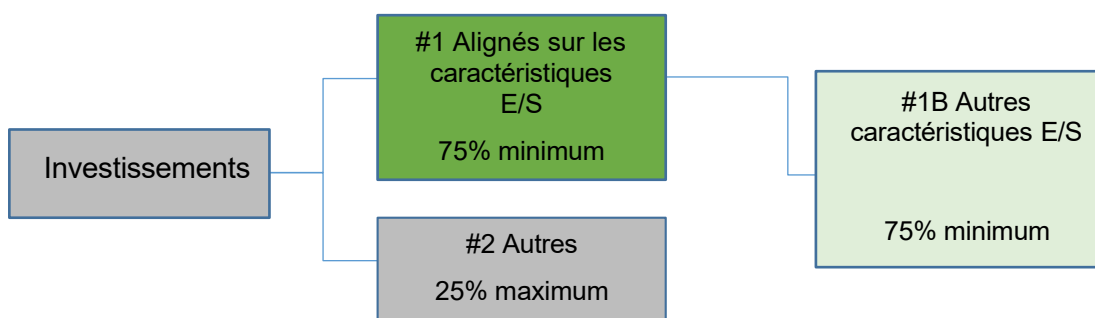 Investissements
#1 Alignés sur les
caractéristiques
E/S
75% minimum
#2 Autres
25% maximum
#1B Autres
caractéristiques E/S
75% minimum